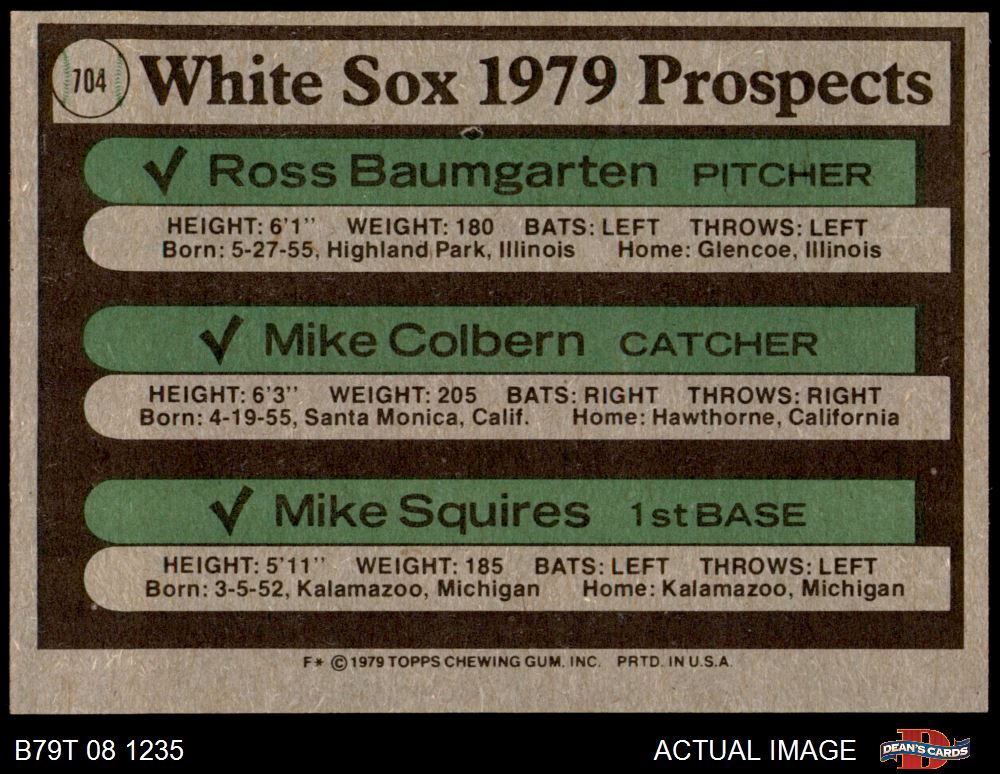 704 White Sox 1979 Prospects
✓ Ross Baumgarten PITCHER
HEIGHT: 6'1" WEIGHT: 180 BATS: LEFT THROWS: LEFT
Born: 5-27-55, Highland Park, Illinois Home: Glencoe, Illinois
✓ Mike Colbern CATCHER
HEIGHT: 6'3" WEIGHT: 205 BATS: RIGHT THROWS: RIGHT
Born: 4-19-55, Santa Monica, Calif. Home: Hawthorne, California
✓ Mike Squires 1st BASE
HEIGHT: 5'11" WEIGHT: 185 BATS: LEFT THROWS: LEFT
Born: 3-5-52, Kalamazoo, Michigan Home: Kalamazoo, Michigan
F* © 1979 TOPPS CHEWING GUM, INC. PRTD. IN U.S.A.
B79T 08 1235 ACTUAL IMAGE DEAN'S CARDS